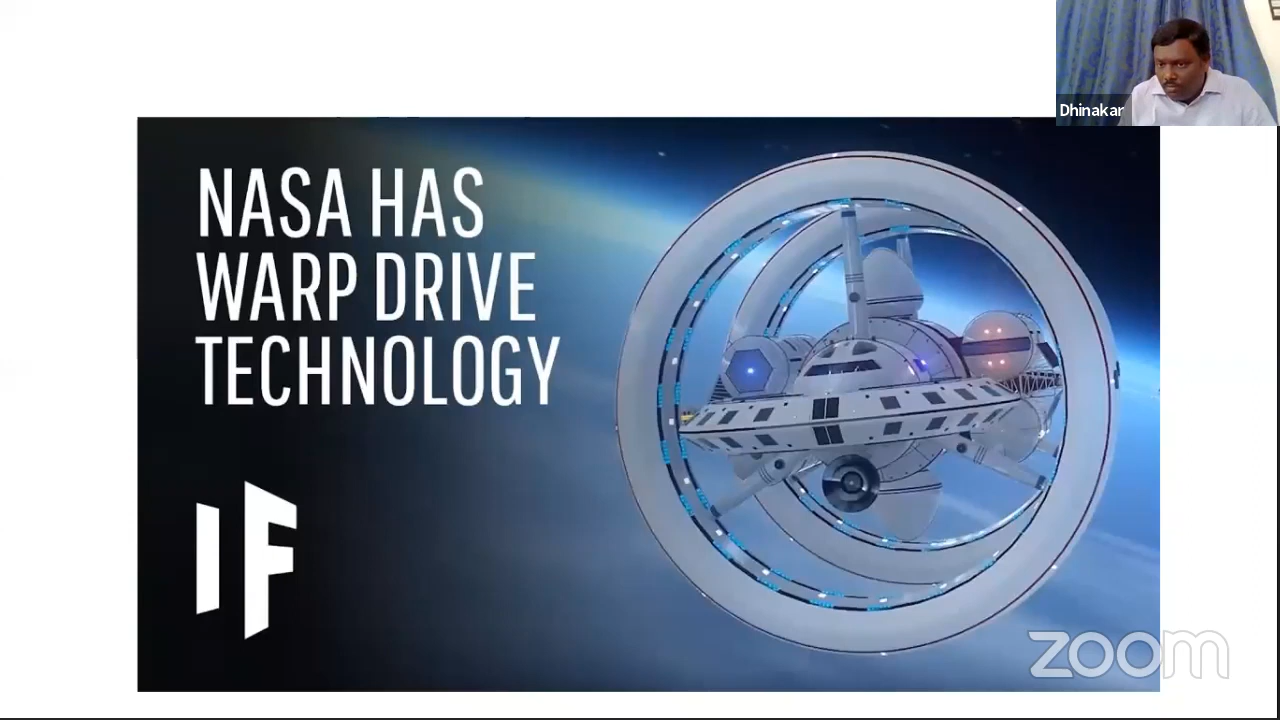 Dhinakar
NASA HAS
WARP DRIVE
TECHNOLOGY
IF
zoom